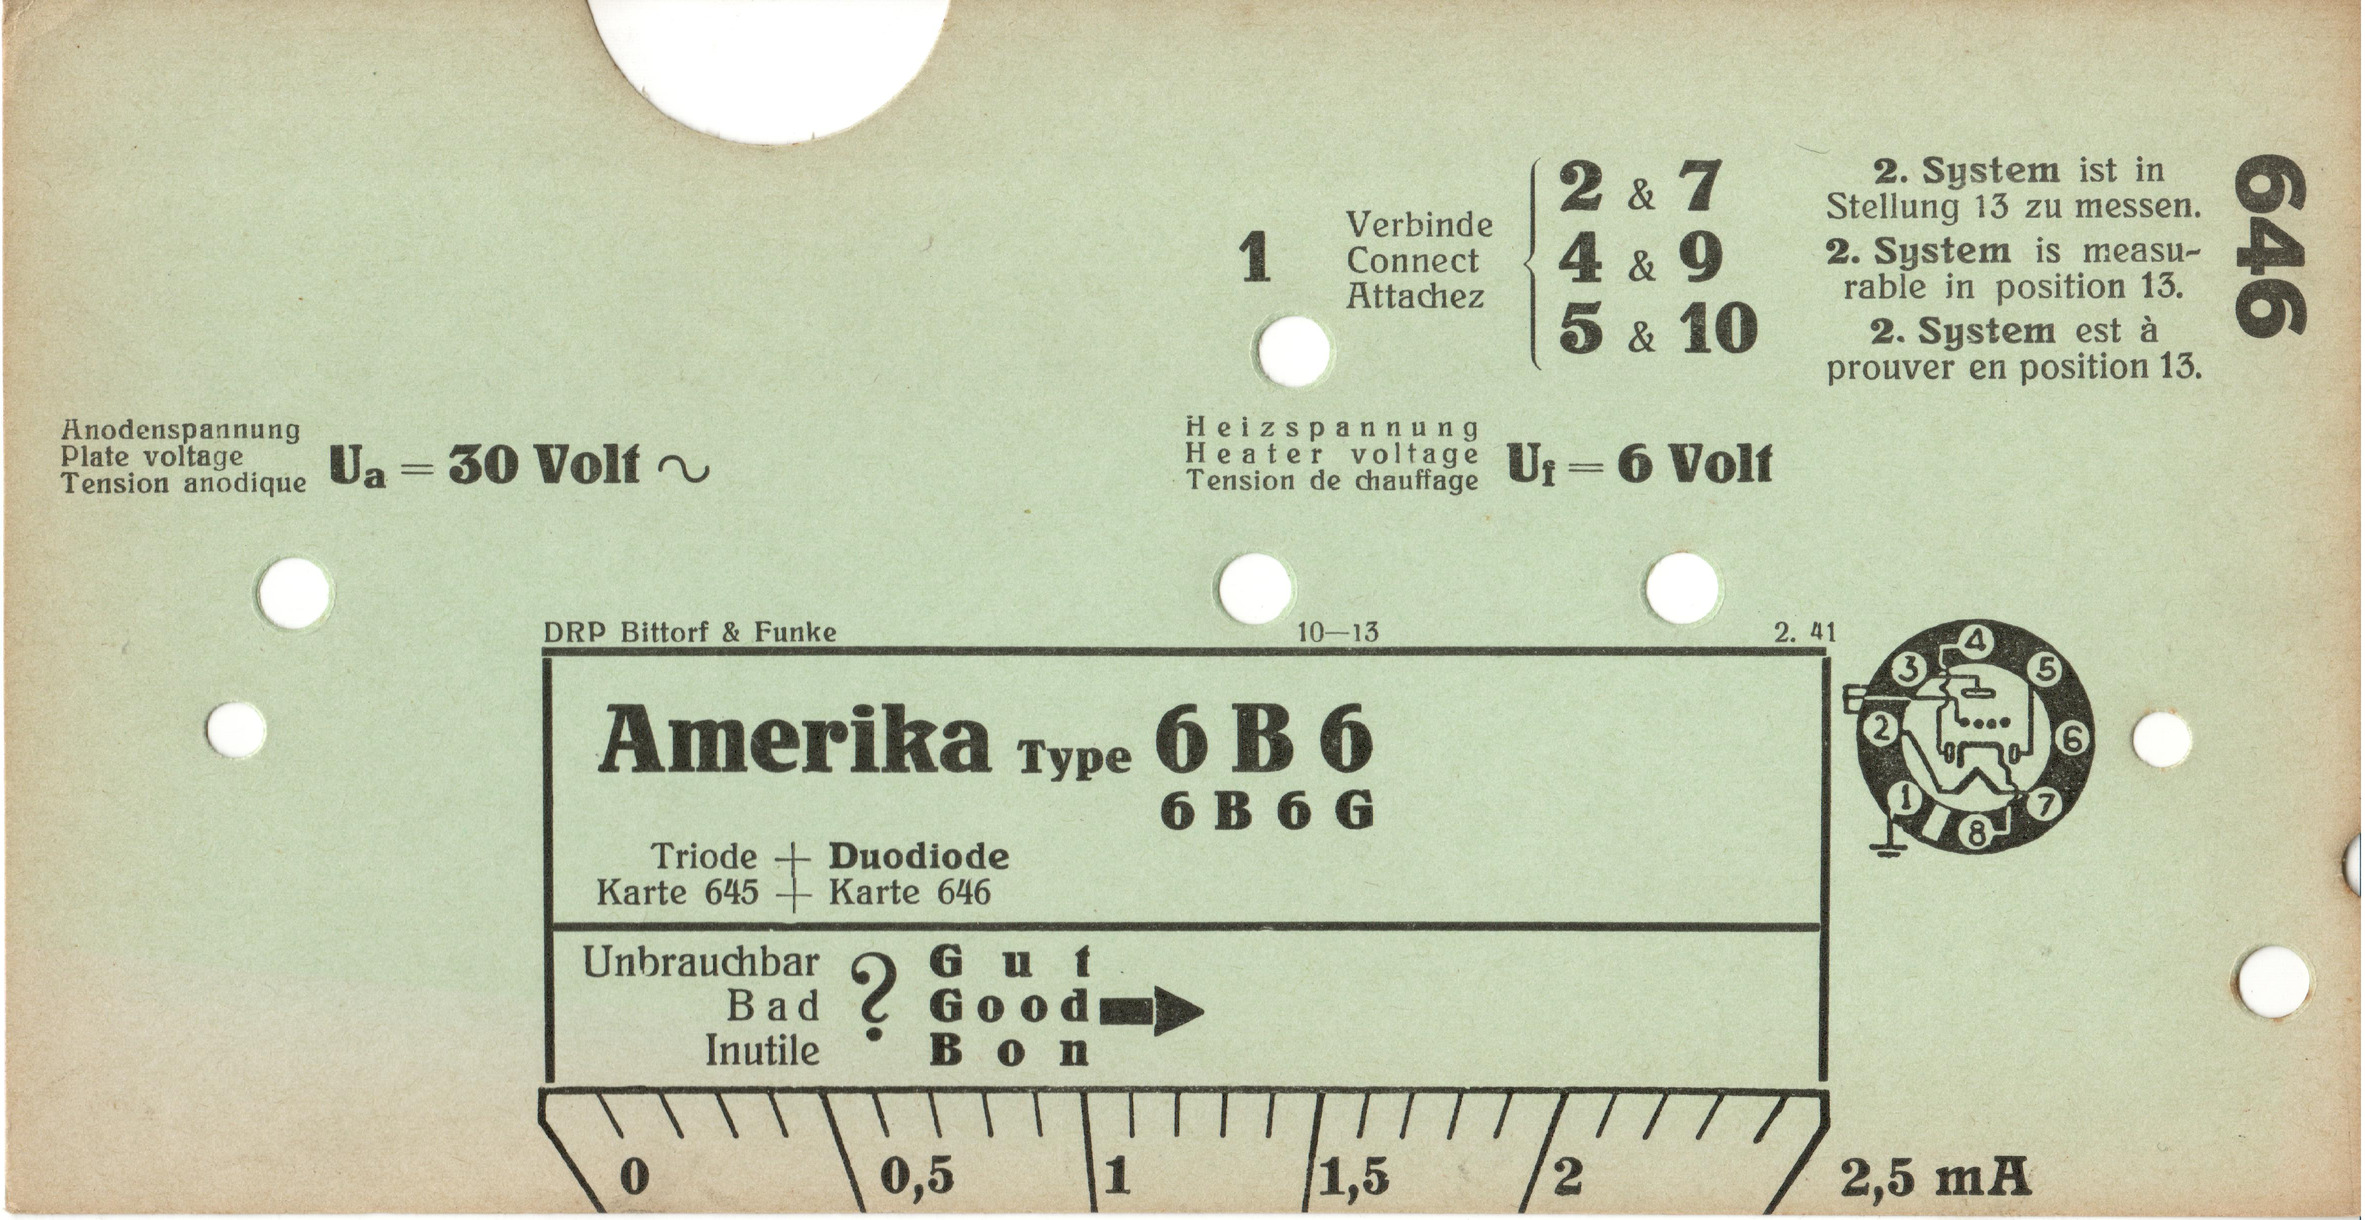 1
Verbinde
Connect
Attachez
2 & 7
4 & 9
5 & 10
2. System ist in
Stellung 13 zu messen.
2. System is measu-
rable in position 13.
2. System est à
prouver en position 13.
646
Anodenspannung
Plate voltage
Tension anodique
Ua = 30 Volt ~
Heizspannung
Heater voltage
Tension de chauffage
Uf = 6 Volt
DRP Bittorf & Funke 10—13 2. 41
Amerika Type 6 B 6
6 B 6 G
Triode + Duodiode
Karte 645 + Karte 646
4
3
5
2
6
1
7
8
Unbrauchbar
Bad
Inutile
?
Gut
Good
Bon
0 0,5 1 1,5 2 2,5 mA